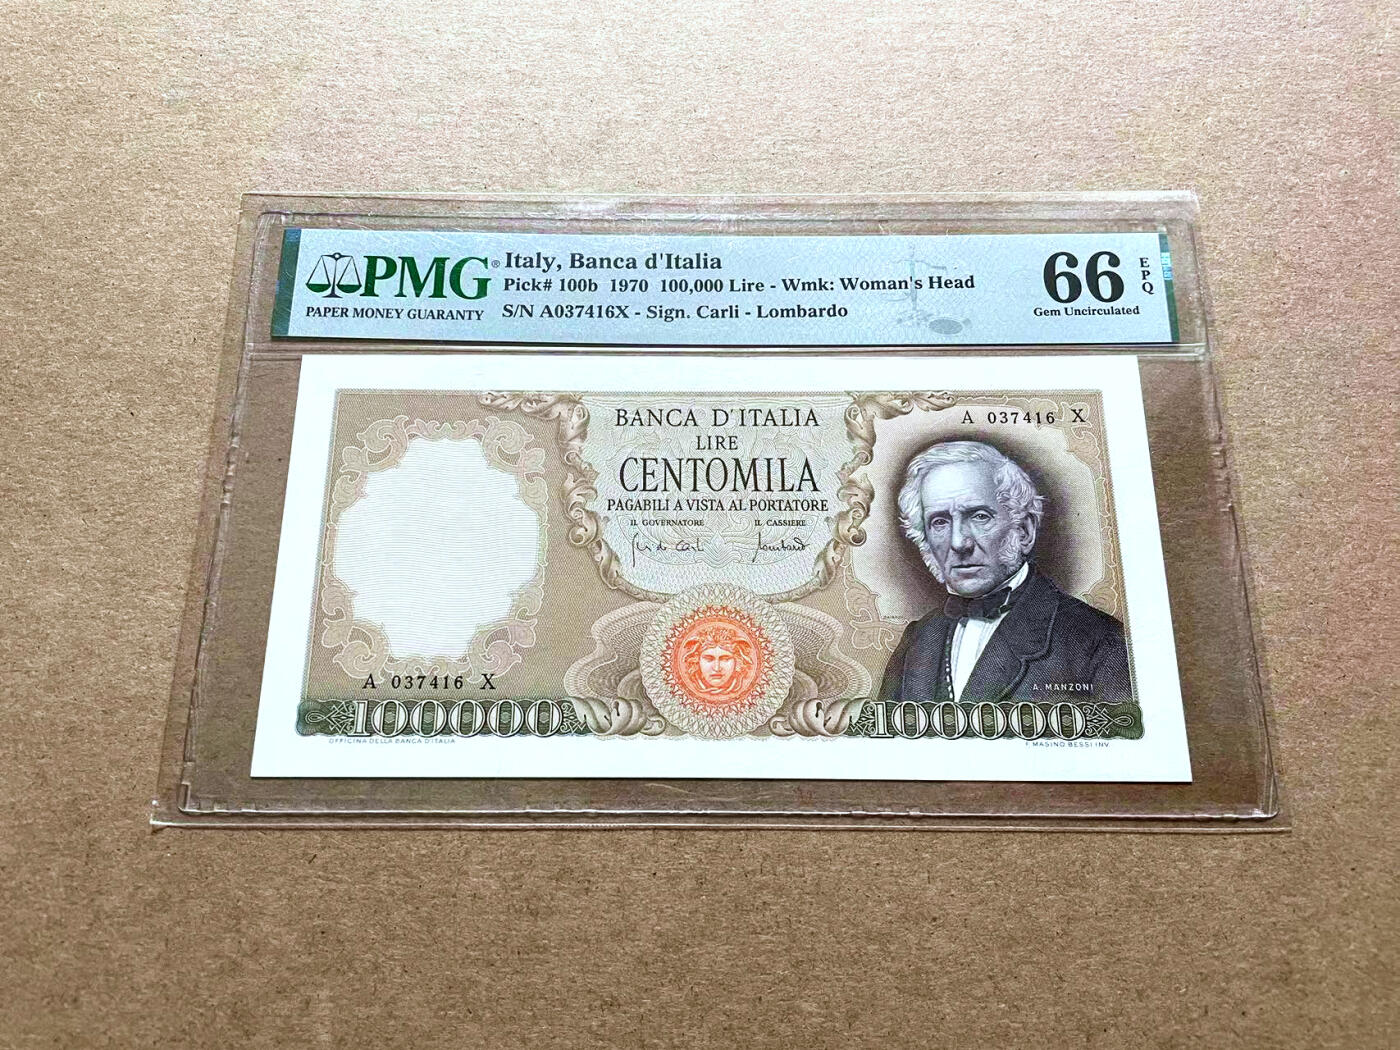 PMG®
PAPER MONEY GUARANTY
Italy, Banca d'Italia
Pick# 100b 1970 100,000 Lire - Wmk: Woman's Head
S/N A037416X - Sign. Carli - Lombardo
66
EPQ
Gem Uncirculated
BANCA D'ITALIA
LIRE
CENTOMILA
PAGABILI A VISTA AL PORTATORE
IL GOVERNATORE IL CASSIERE
A 037416 X
A 037416 X
A. MANZONI
100000 100000
OFFICINA DELLA BANCA D'ITALIA
F. MASINO BESSI INV.